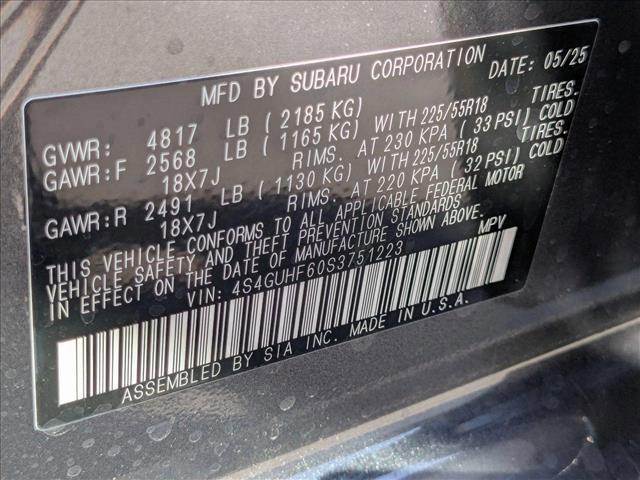 MFD BY SUBARU CORPORATION DATE: 05/25
GVWR: 4817 LB (2185 KG)
GAWR:F 2568 LB (1165 KG) WITH 225/55R18 TIRES.
18X7J RIMS. AT 230 KPA (33 PSI) COLD
GAWR:R 2491 LB (1130 KG) WITH 225/55R18 TIRES.
18X7J RIMS. AT 220 KPA (32 PSI) COLD
THIS VEHICLE CONFORMS TO ALL APPLICABLE FEDERAL MOTOR
VEHICLE SAFETY AND THEFT PREVENTION STANDARDS
IN EFFECT ON THE DATE OF MANUFACTURE SHOWN ABOVE.
VIN: 4S4GUHF60S3751223 MPV
ASSEMBLED BY SIA INC. MADE IN U.S.A.